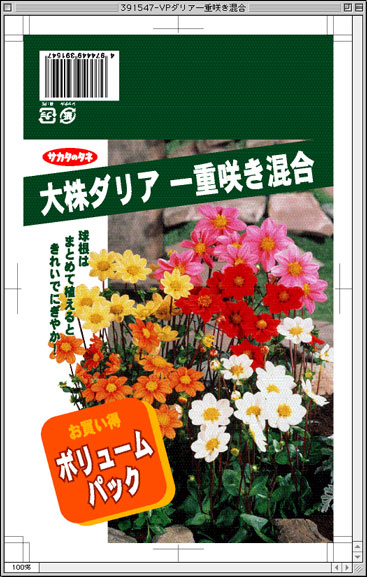 391547-VPダリア一重咲き混合
4 974449 391547
サカタのタネ
大株ダリア 一重咲き混合
球根は
まとめて植えると
きれいでにぎやか!
お買い得
ボリューム
パック
100%